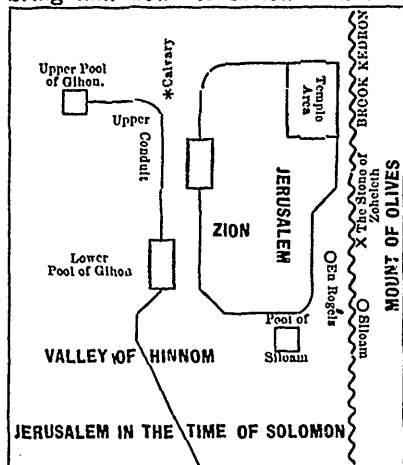 Upper Pool
of Gihon.
*Calvary
Upper
Conduit
Temple
Area
BROOK KEDRON
JERUSALEM
ZION
X The Stone of
Zoheleth
MOUNT OF OLIVES
Lower
Pool of Gihon
En Rogels
Siloam
Pool of
Siloam
VALLEY OF HINNOM
JERUSALEM IN THE TIME OF SOLOMON